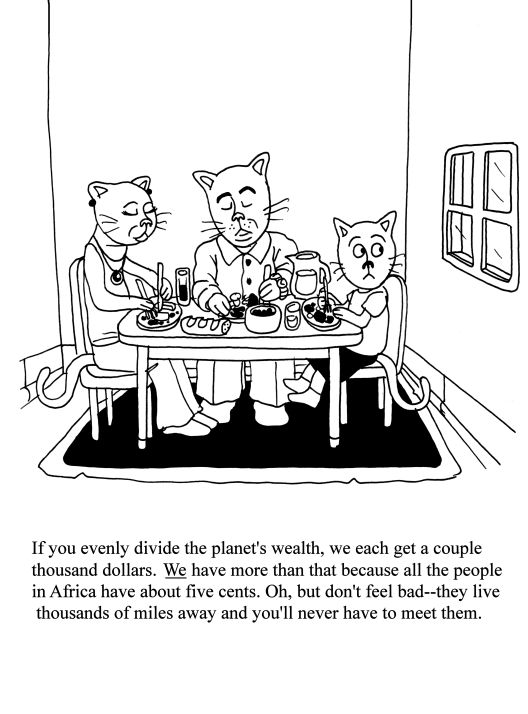 If you evenly divide the planet's wealth, we each get a couple
thousand dollars. We have more than that because all the people
in Africa have about five cents. Oh, but don't feel bad--they live
thousands of miles away and you'll never have to meet them.